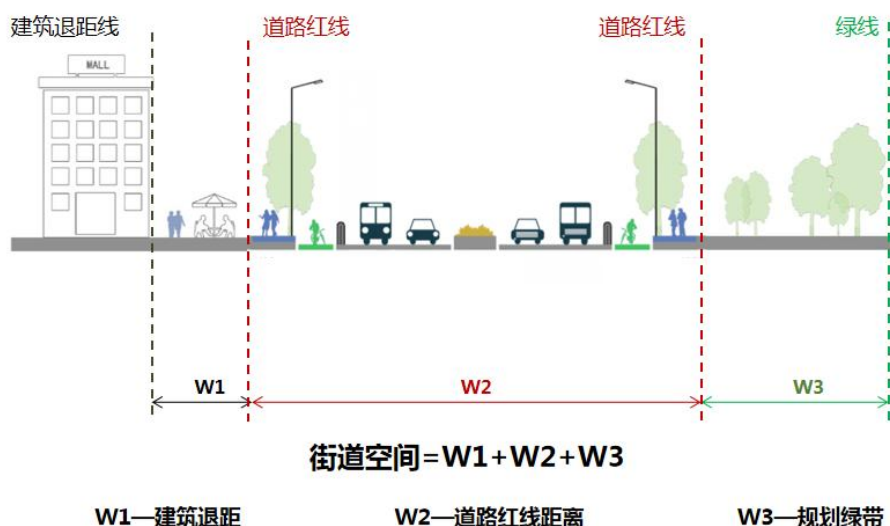 建筑退距线 道路红线 道路红线 绿线
MALL
W1 W2 W3
街道空间=W1+W2+W3
W1—建筑退距 W2—道路红线距离 W3—规划绿带